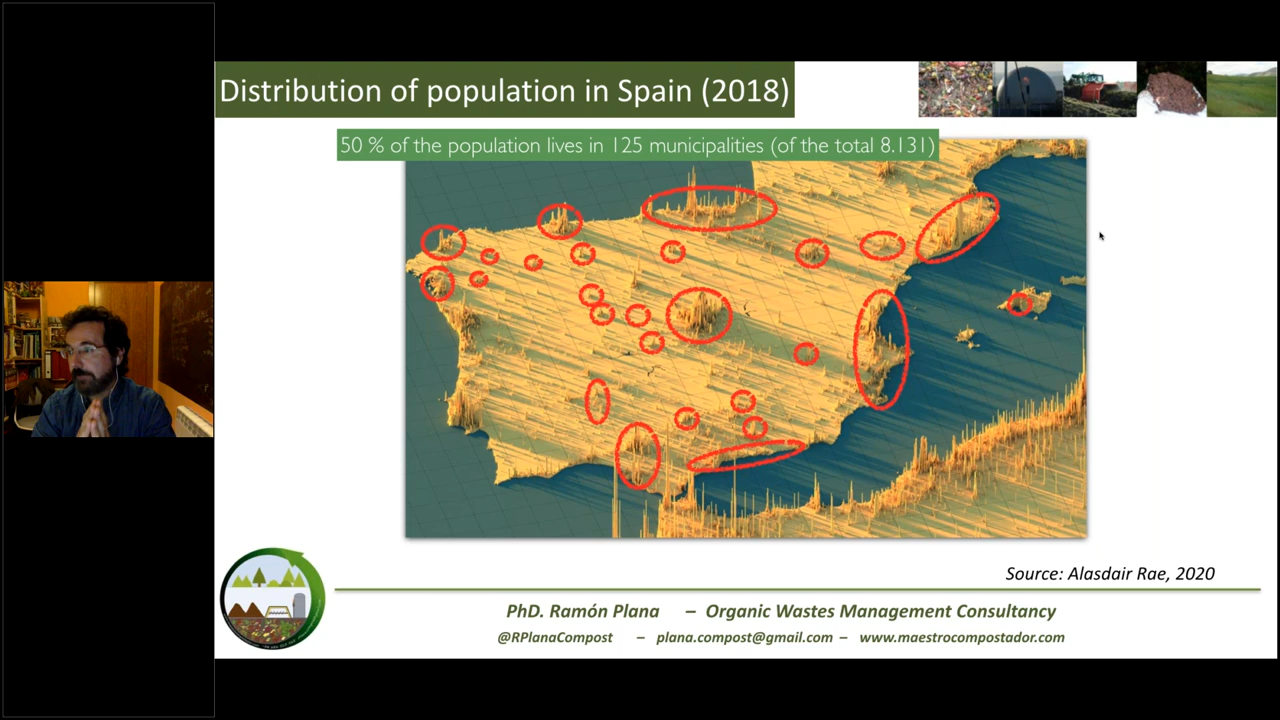 Distribution of population in Spain (2018)
50 % of the population lives in 125 municipalities (of the total 8.131)
Source: Alasdair Rae, 2020
PhD. Ramón Plana – Organic Wastes Management Consultancy
@RPlanaCompost – plana.compost@gmail.com – www.maestrocompostador.com